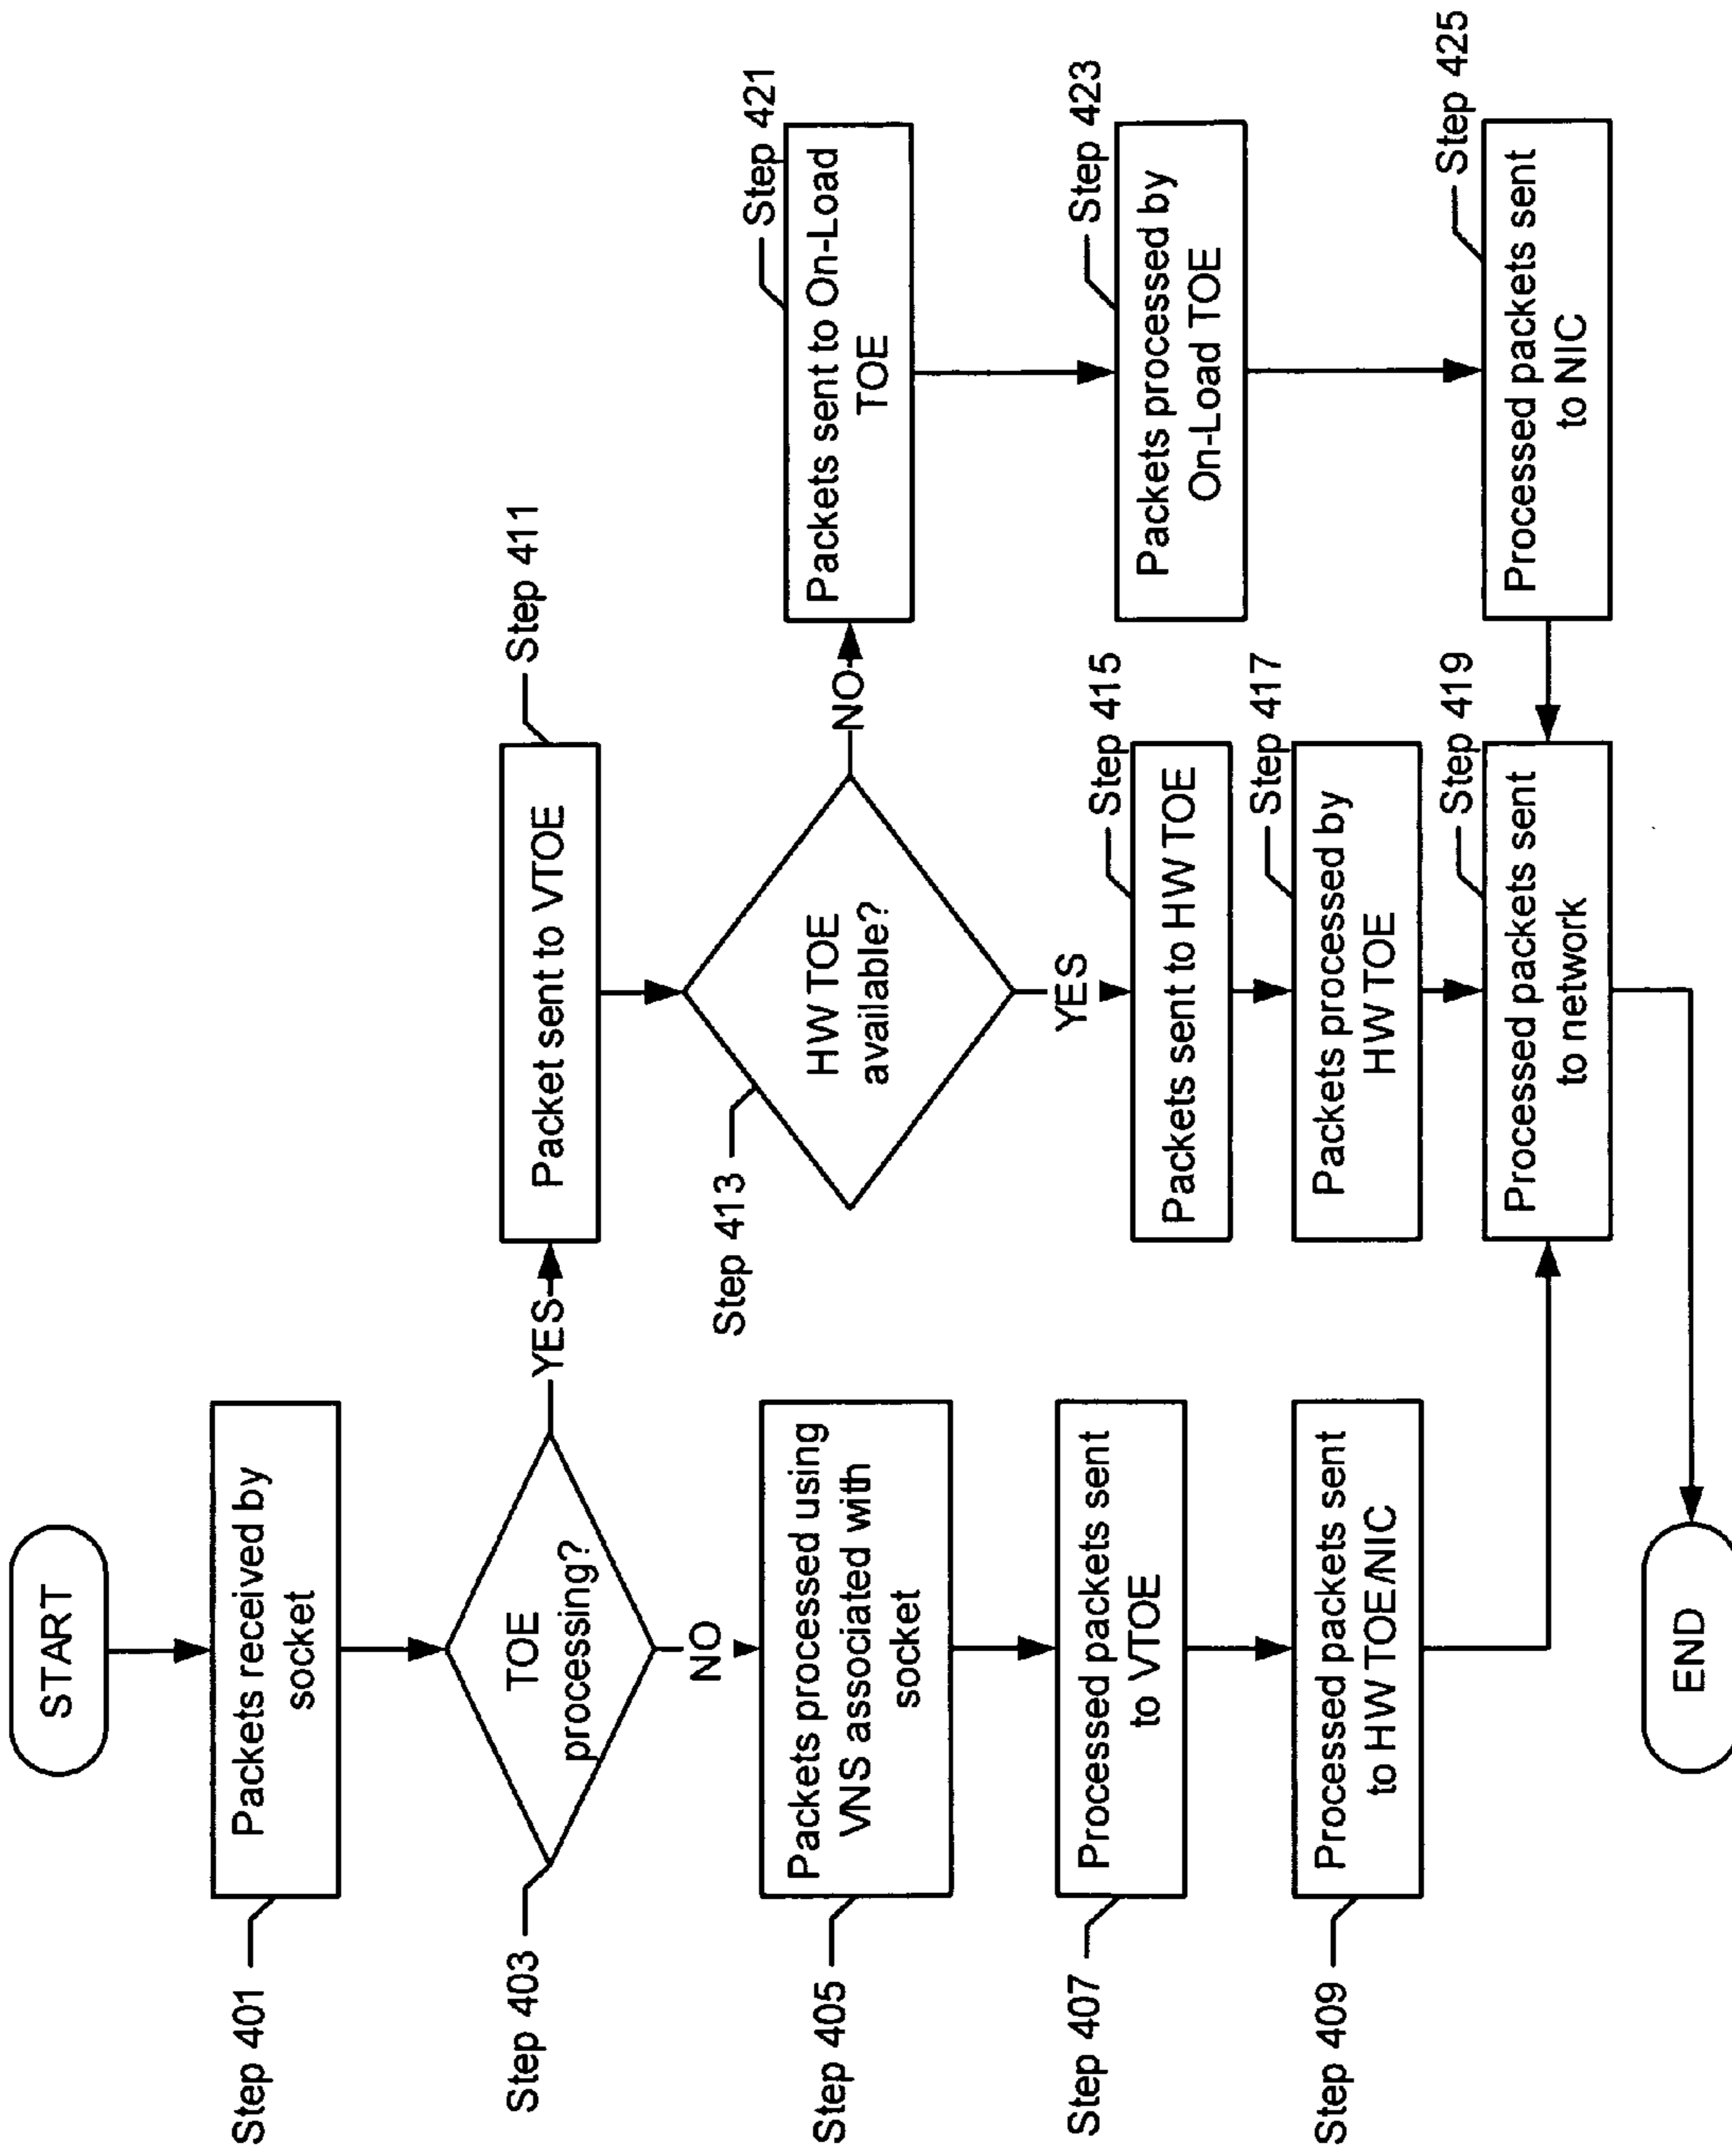 START
Step 401
Packets received by
socket
Step 403
TOE
processing?
YES
NO
Step 405
Packets processed using
VNS associated with
socket
Step 407
Processed packets sent
to VTOE
Step 409
Processed packets sent
to HW TOE/NIC
Step 411
Packet sent to VTOE
Step 413
HW TOE
available?
NO
YES
Step 415
Packets sent to HW TOE
Step 417
Packets processed by
HW TOE
Step 419
Processed packets sent
to network
Step 421
Packets sent to On-Load
TOE
Step 423
Packets processed by
On-Load TOE
Step 425
Processed packets sent
to NIC
END